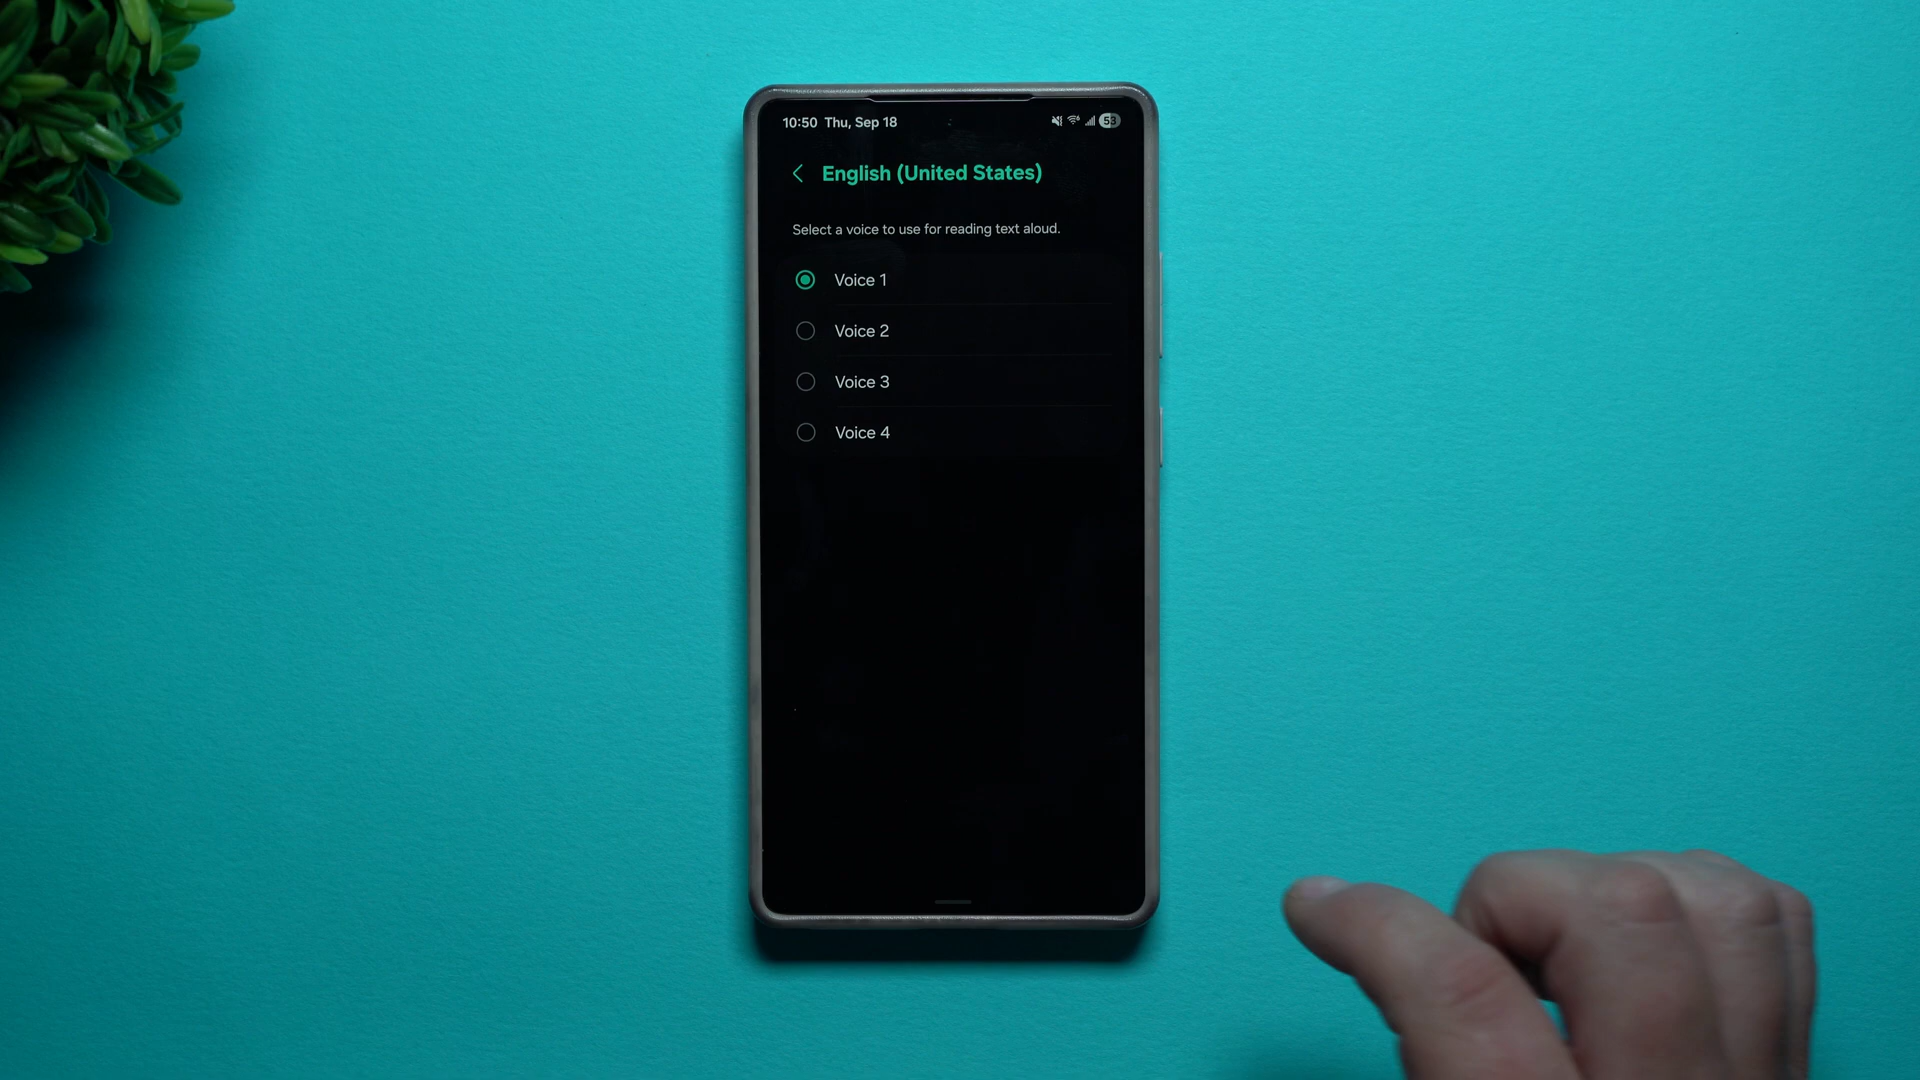 10:50 Thu, Sep 18 53
English (United States)
Select a voice to use for reading text aloud.
Voice 1
Voice 2
Voice 3
Voice 4